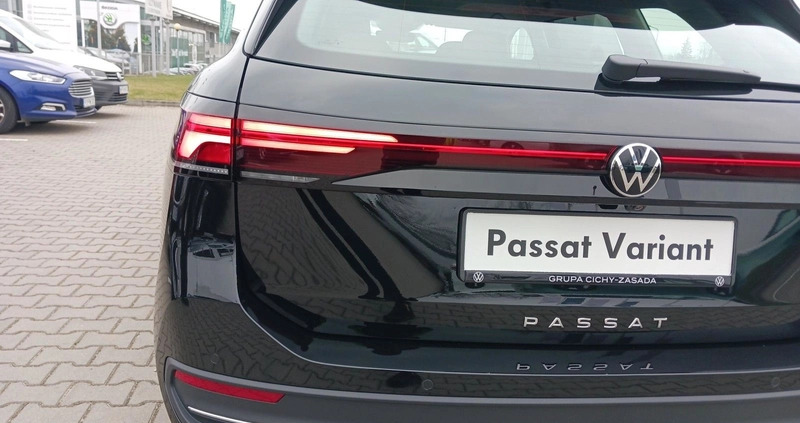 Passat Variant
GRUPA CICHY-ZASADA
PASSAT